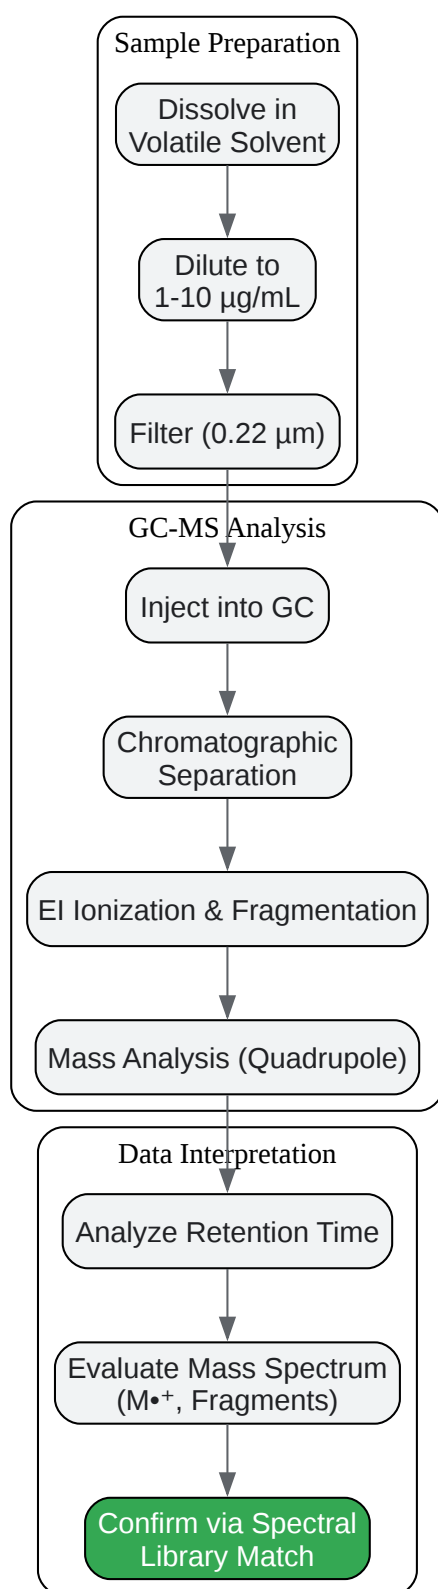 Sample Preparation
Dissolve in
Volatile Solvent
Dilute to
1-10 µg/mL
Filter (0.22 µm)
GC-MS Analysis
Inject into GC
Chromatographic
Separation
EI Ionization & Fragmentation
Mass Analysis (Quadrupole)
Data Interpretation
Analyze Retention Time
Evaluate Mass Spectrum
(M•⁺, Fragments)
Confirm via Spectral
Library Match